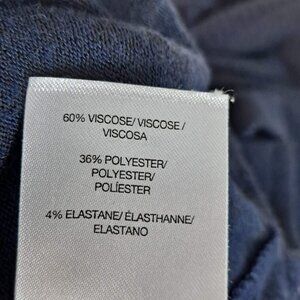 60% VISCOSE/ VISCOSE /
VISCOSA
36% POLYESTER/
POLYESTER/
POLIÉSTER
4% ELASTANE/ ÉLASTHANNE/
ELASTANO